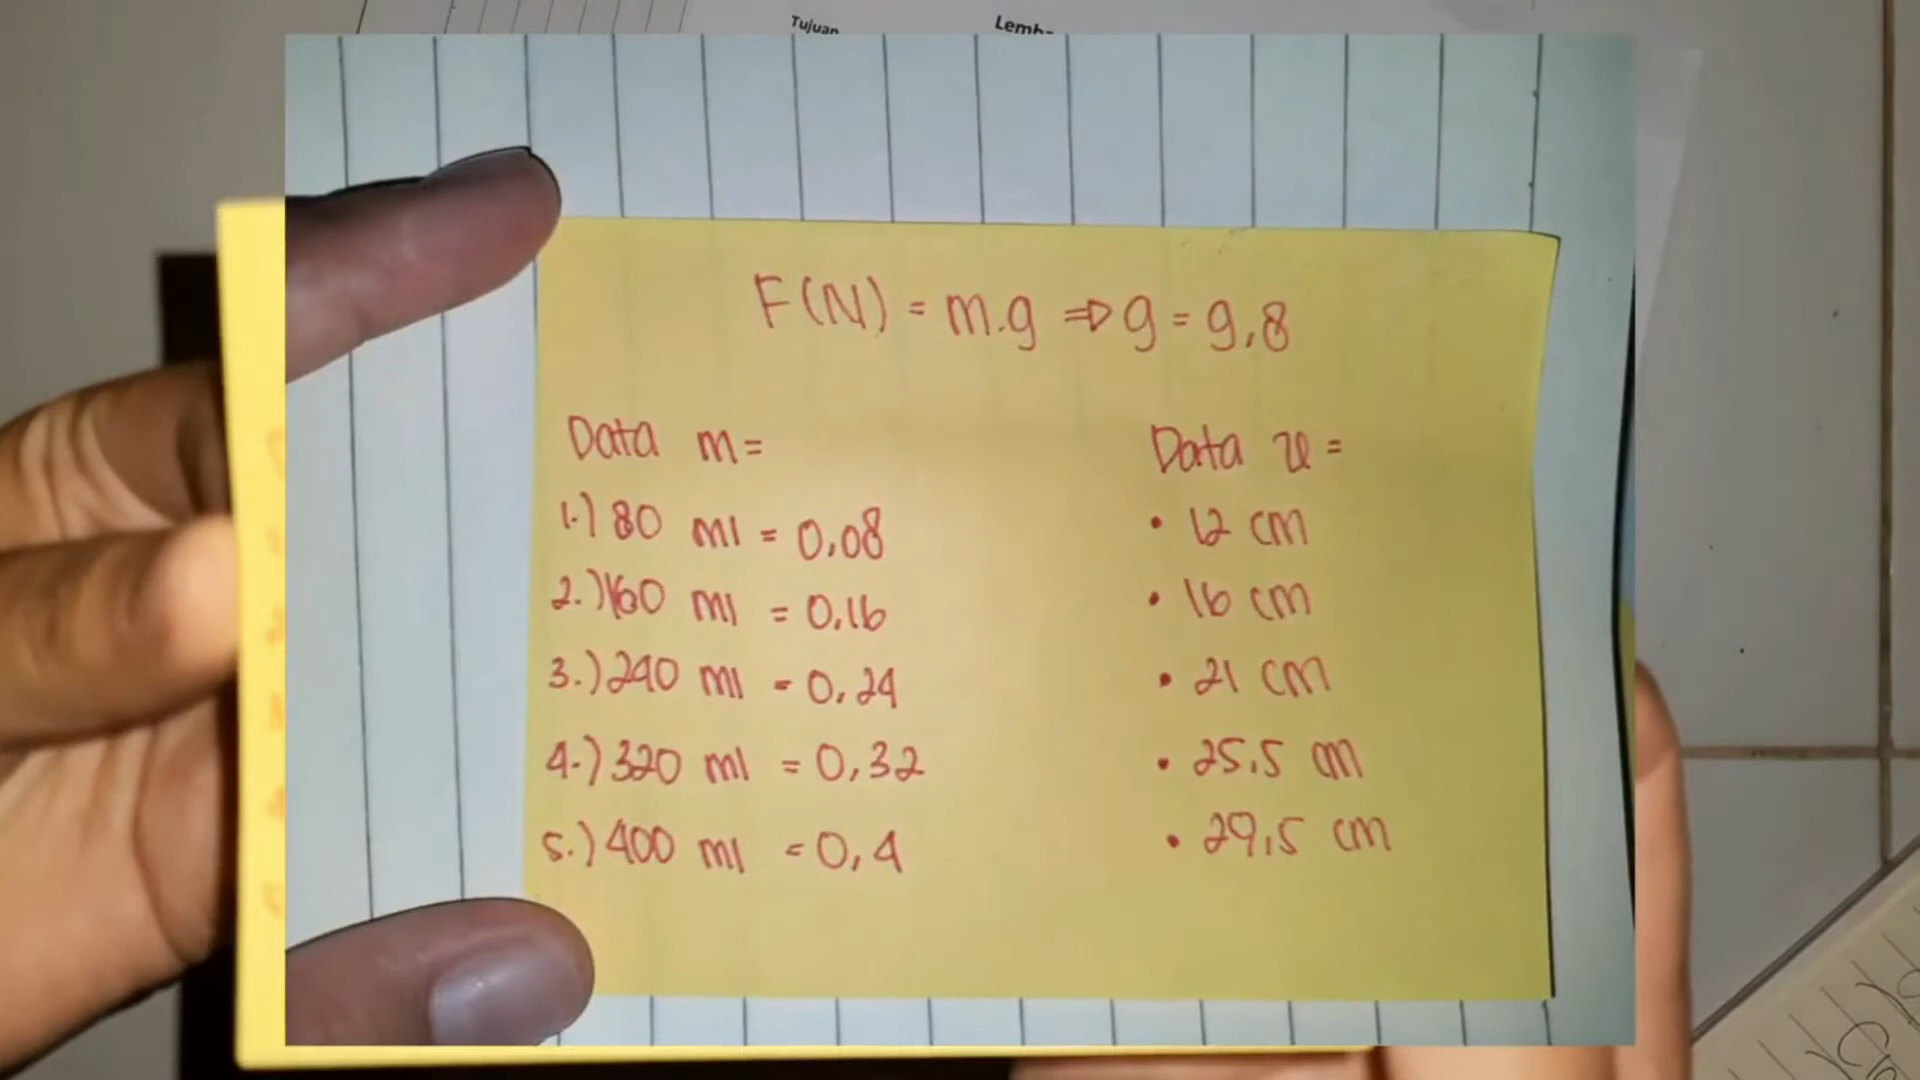 Tujuan
F(N) = m.g ⇒ g = 9,8
Data m =
1.) 80 ml = 0,08
2.) 160 ml = 0,16
3.) 240 ml = 0,24
4.) 320 ml = 0,32
5.) 400 ml = 0,4
Data x =
• 12 cm
• 16 cm
• 21 cm
• 25,5 cm
• 29,5 cm